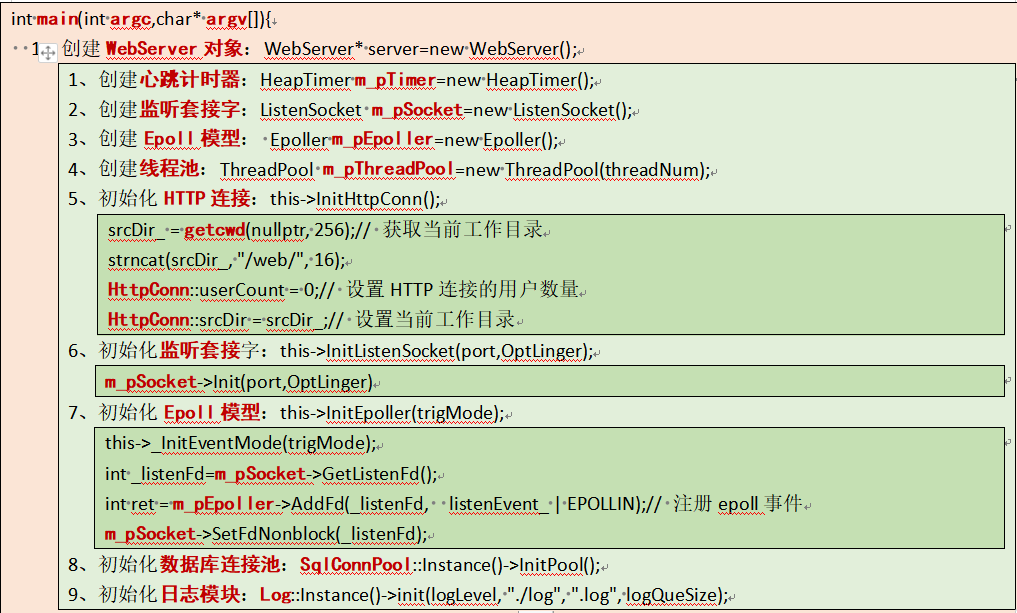 int main(int argc,char* argv[]){
1、创建 WebServer 对象：WebServer* server=new WebServer();
1、创建心跳计时器：HeapTimer m_pTimer=new HeapTimer();
2、创建监听套接字：ListenSocket m_pSocket=new ListenSocket();
3、创建 Epoll 模型： Epoller m_pEpoller=new Epoller();
4、创建线程池：ThreadPool m_pThreadPool=new ThreadPool(threadNum);
5、初始化 HTTP 连接：this->InitHttpConn();
srcDir_ = getcwd(nullptr, 256);// 获取当前工作目录
strncat(srcDir_, "/web/", 16);
HttpConn::userCount = 0;// 设置 HTTP 连接的用户数量
HttpConn::srcDir = srcDir_;// 设置当前工作目录
6、初始化监听套接字：this->InitListenSocket(port,OptLinger);
m_pSocket->Init(port,OptLinger)
7、初始化 Epoll 模型：this->InitEpoller(trigMode);
this->_InitEventMode(trigMode);
int _listenFd=m_pSocket->GetListenFd();
int ret = m_pEpoller->AddFd(_listenFd,  listenEvent_ | EPOLLIN);// 注册 epoll 事件
m_pSocket->SetFdNonblock(_listenFd);
8、初始化数据库连接池：SqlConnPool::Instance()->InitPool();
9、初始化日志模块：Log::Instance()->init(logLevel, "./log", ".log", logQueSize);